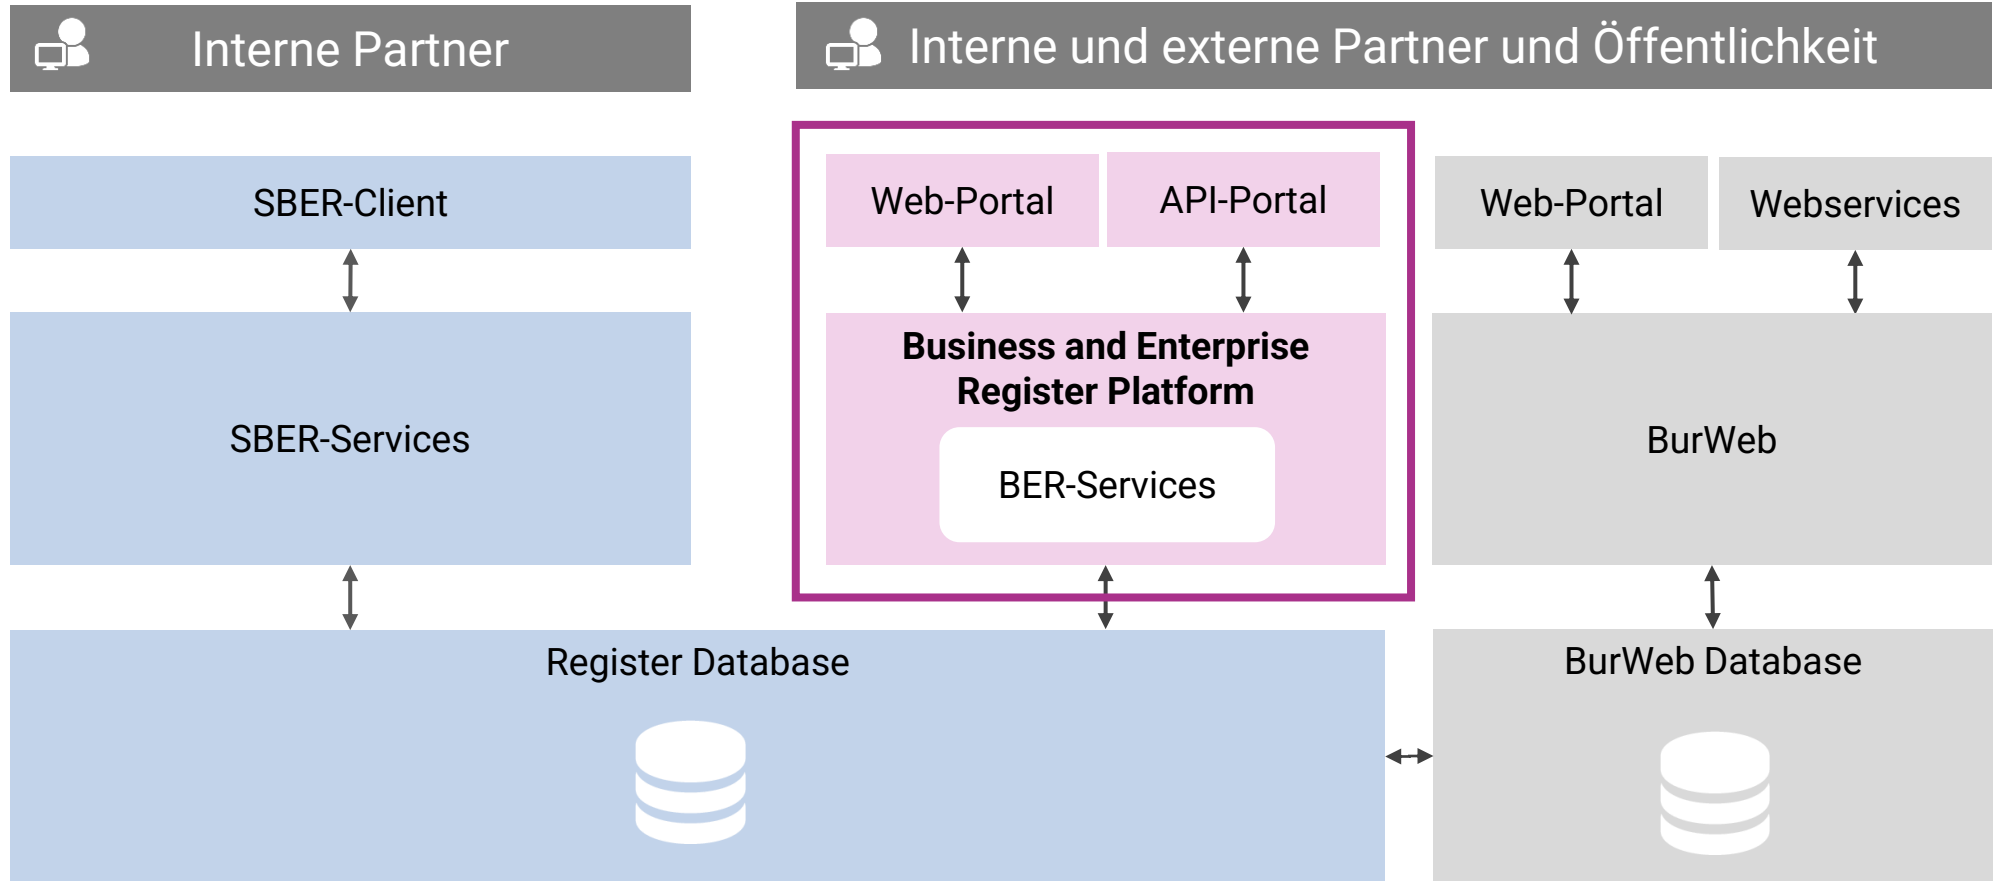 Interne Partner
Interne und externe Partner und Öffentlichkeit
SBER-Client
Web-Portal
API-Portal
Web-Portal
Webservices
SBER-Services
Business and Enterprise
Register Platform
BER-Services
BurWeb
Register Database
BurWeb Database